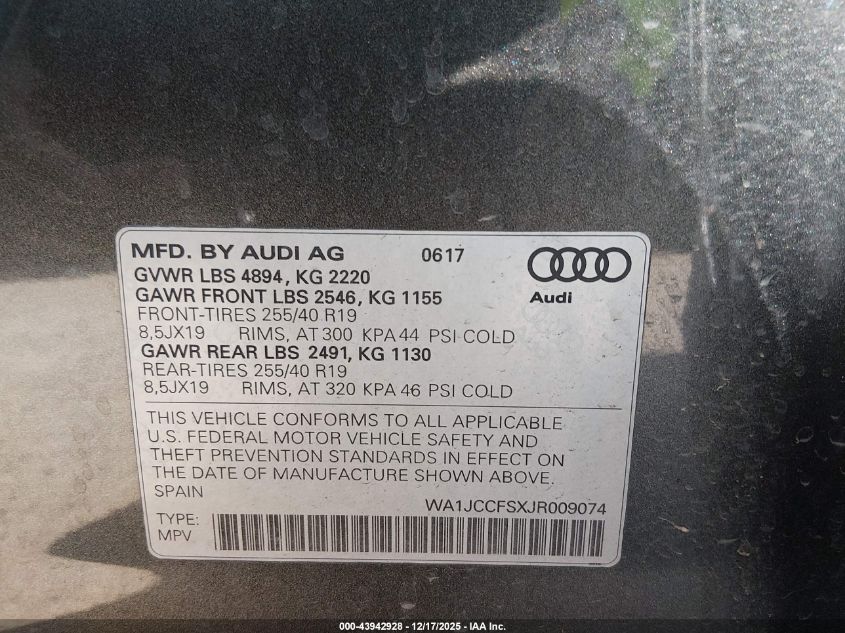 MFD. BY AUDI AG 0617
GVWR LBS 4894, KG 2220
GAWR FRONT LBS 2546, KG 1155
FRONT-TIRES 255/40 R19
8,5JX19 RIMS, AT 300 KPA 44 PSI COLD
GAWR REAR LBS 2491, KG 1130
REAR-TIRES 255/40 R19
8,5JX19 RIMS, AT 320 KPA 46 PSI COLD
Audi
THIS VEHICLE CONFORMS TO ALL APPLICABLE
U.S. FEDERAL MOTOR VEHICLE SAFETY AND
THEFT PREVENTION STANDARDS IN EFFECT ON
THE DATE OF MANUFACTURE SHOWN ABOVE.
SPAIN
WA1JCCFSXJR009074
TYPE:
MPV
000-43942928 - 12/17/2025 - IAA Inc.